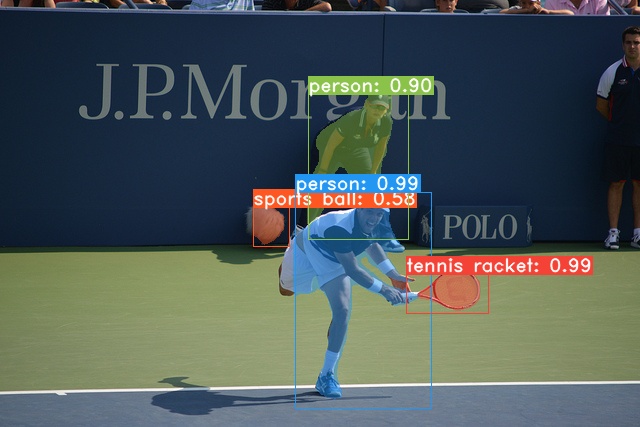 J.P.Morgan
person: 0.90
person: 0.99
sports ball: 0.58
POLO
tennis racket: 0.99